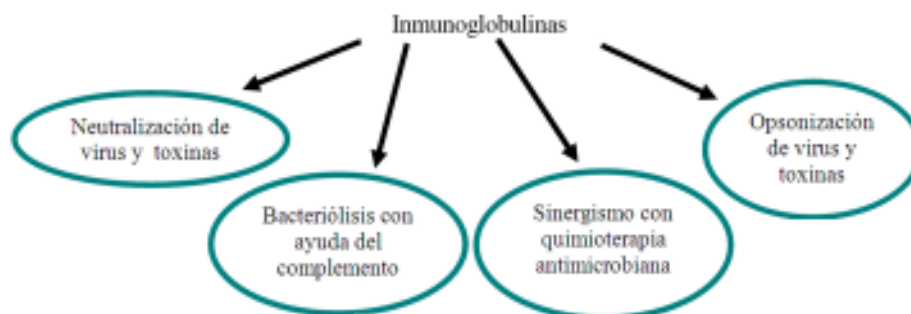 Inmunoglobulinas
Neutralización de
virus y toxinas
Bacteriólisis con
ayuda del
complemento
Sinergismo con
quimioterapia
antimicrobiana
Opsonización
de virus y
toxinas